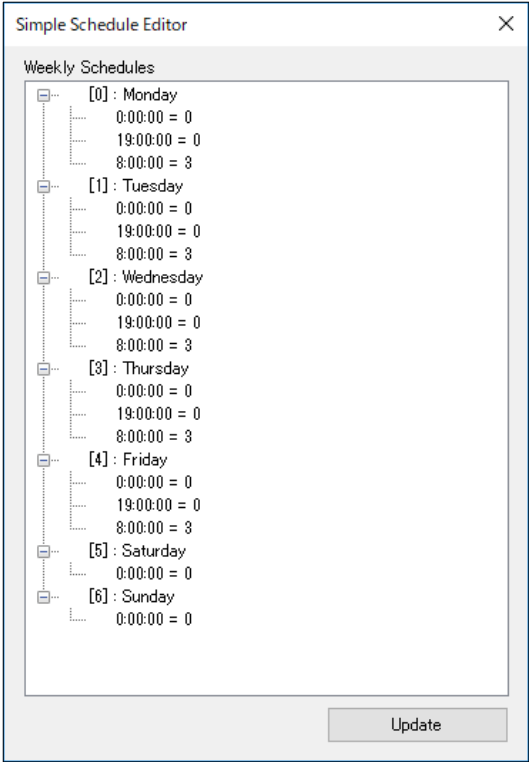 Simple Schedule Editor
Weekly Schedules
[0] : Monday
0:00:00 = 0
19:00:00 = 0
8:00:00 = 3
[1] : Tuesday
0:00:00 = 0
19:00:00 = 0
8:00:00 = 3
[2] : Wednesday
0:00:00 = 0
19:00:00 = 0
8:00:00 = 3
[3] : Thursday
0:00:00 = 0
19:00:00 = 0
8:00:00 = 3
[4] : Friday
0:00:00 = 0
19:00:00 = 0
8:00:00 = 3
[5] : Saturday
0:00:00 = 0
[6] : Sunday
0:00:00 = 0
Update